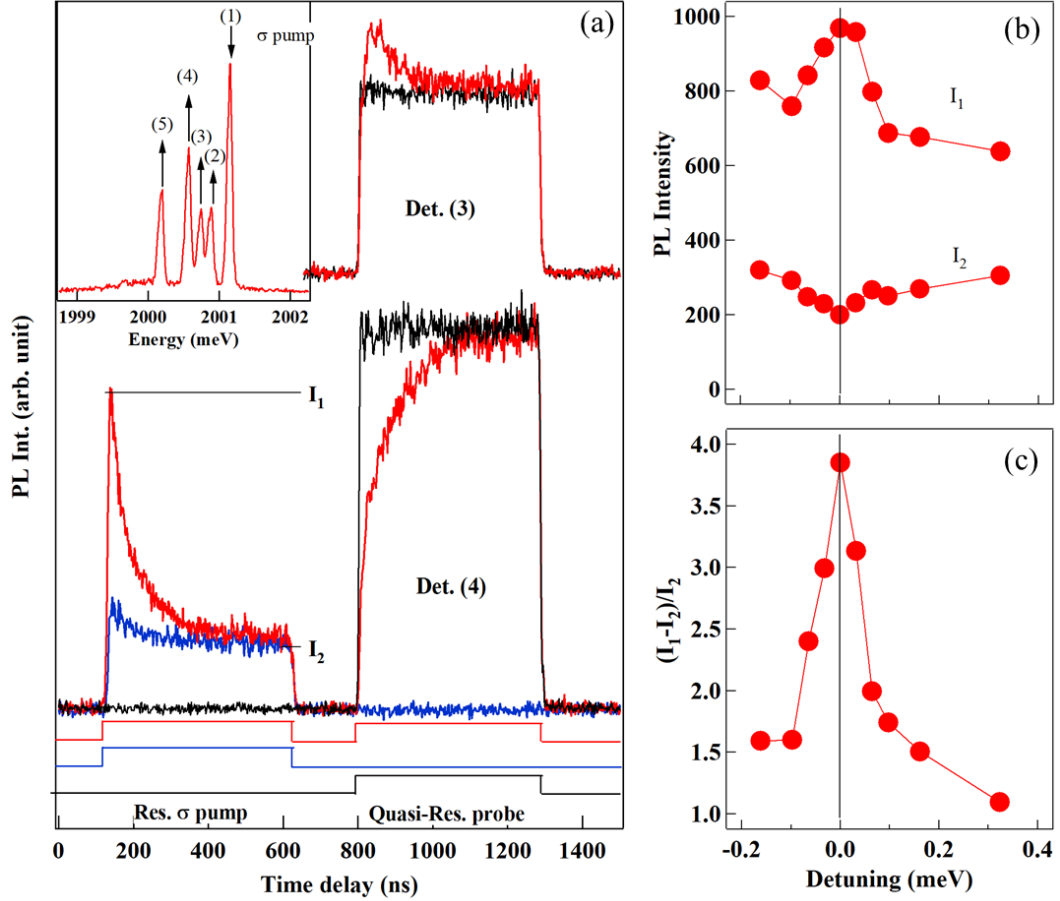 (a)
(1)
σ pump
(4)
(5)
(3)
(2)
1999 2000 2001 2002
Energy (meV)
Det. (3)
I₁
Det. (4)
I₂
Res. σ pump
Quasi-Res. probe
0 200 400 600 800 1000 1200 1400
Time delay (ns)
PL Int. (arb. unit)
(b)
1000
800
600
400
200
0
PL Intensity
I₁
I₂
(c)
4.0
3.5
3.0
2.5
2.0
1.5
1.0
(I₁-I₂)/I₂
-0.2 0.0 0.2 0.4
Detuning (meV)